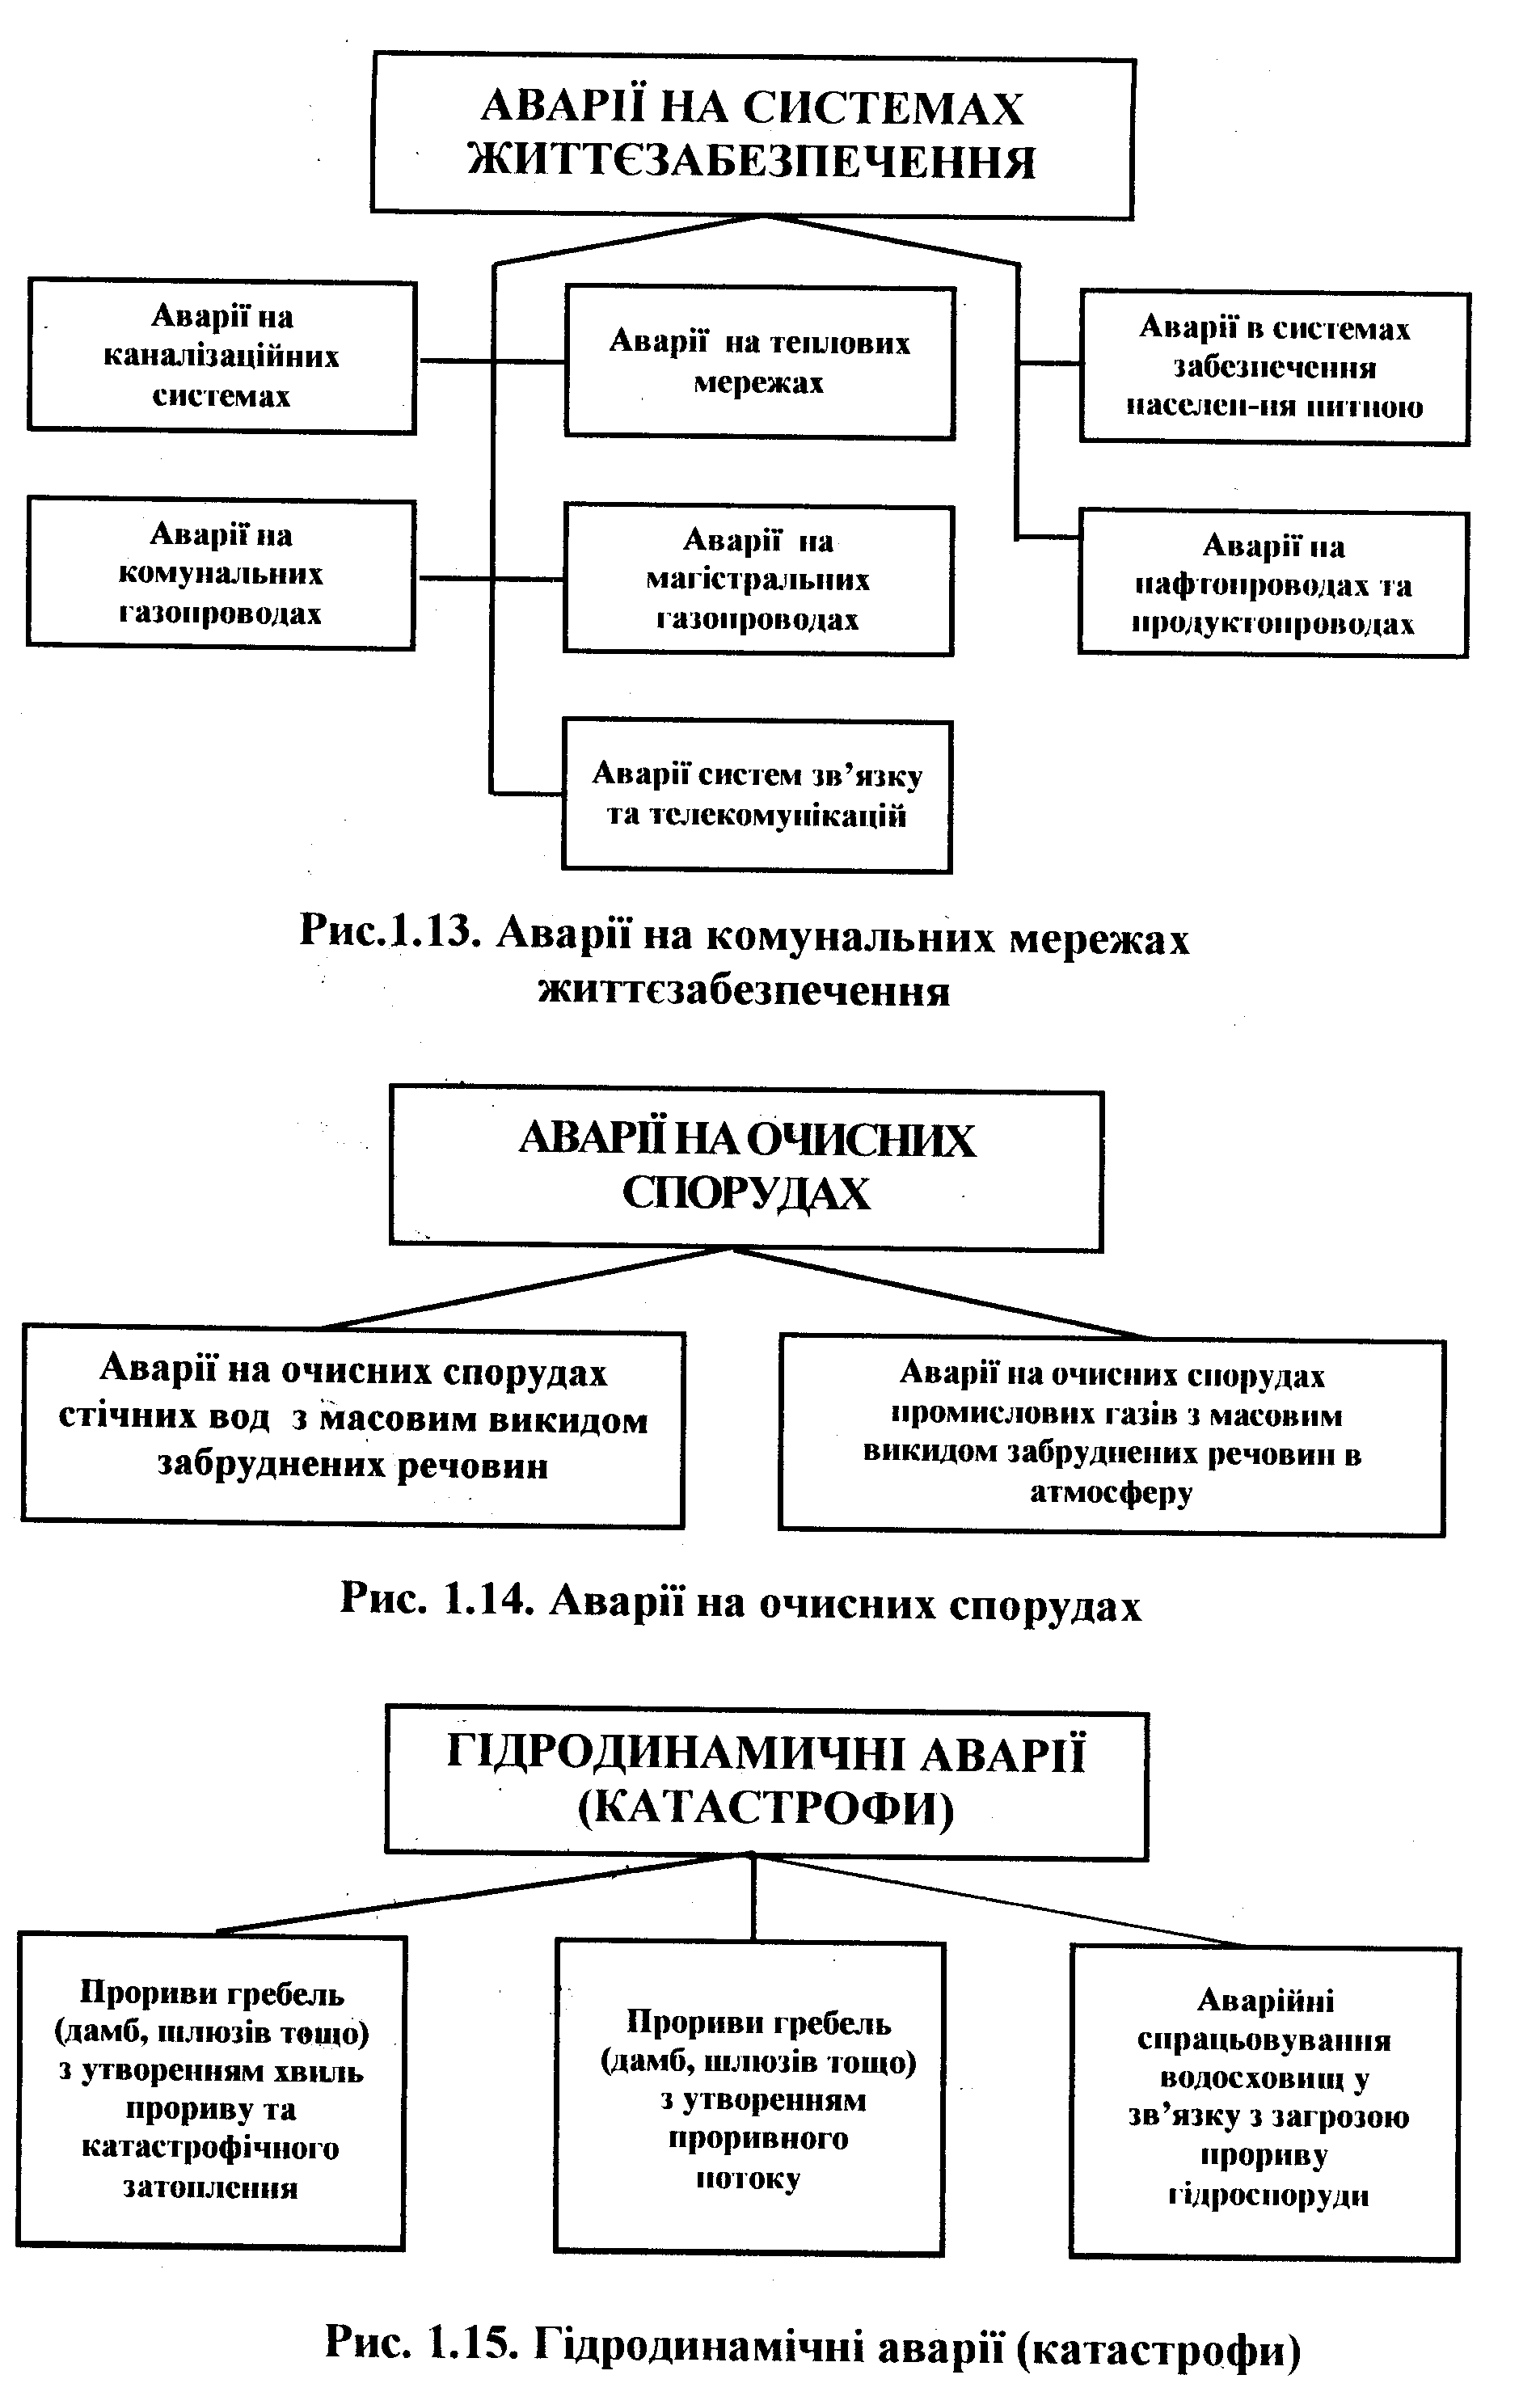 АВАРІЇ НА СИСТЕМАХ
ЖИТТЄЗАБЕЗПЕЧЕННЯ
Аварії на
каналізаційних
системах
Аварії на теплових
мережах
Аварії в системах
забезпечення
населен-ня питною
Аварії на
комунальних
газопроводах
Аварії на
магістральних
газопроводах
Аварії на
нафтопроводах та
продуктопроводах
Аварії систем зв’язку
та телекомунікацій
Рис.1.13. Аварії на комунальних мережах
життєзабезпечення
АВАРІЇ НА ОЧИСНИХ
СПОРУДАХ
Аварії на очисних спорудах
стічних вод з масовим викидом
забруднених речовин
Аварії на очисних спорудах
промислових газів з масовим
викидом забруднених речовин в
атмосферу
Рис. 1.14. Аварії на очисних спорудах
ГІДРОДИНАМИЧНІ АВАРІЇ
(КАТАСТРОФИ)
Прориви гребель
(дамб, шлюзів тощо)
з утворенням хвиль
прориву та
катастрофічного
затоплення
Прориви гребель
(дамб, шлюзів тощо)
з утворенням
проривного
потоку
Аварійні
спрацьовування
водосховищ у
зв’язку з загрозою
прориву
гідроспоруди
Рис. 1.15. Гідродинамічні аварії (катастрофи)